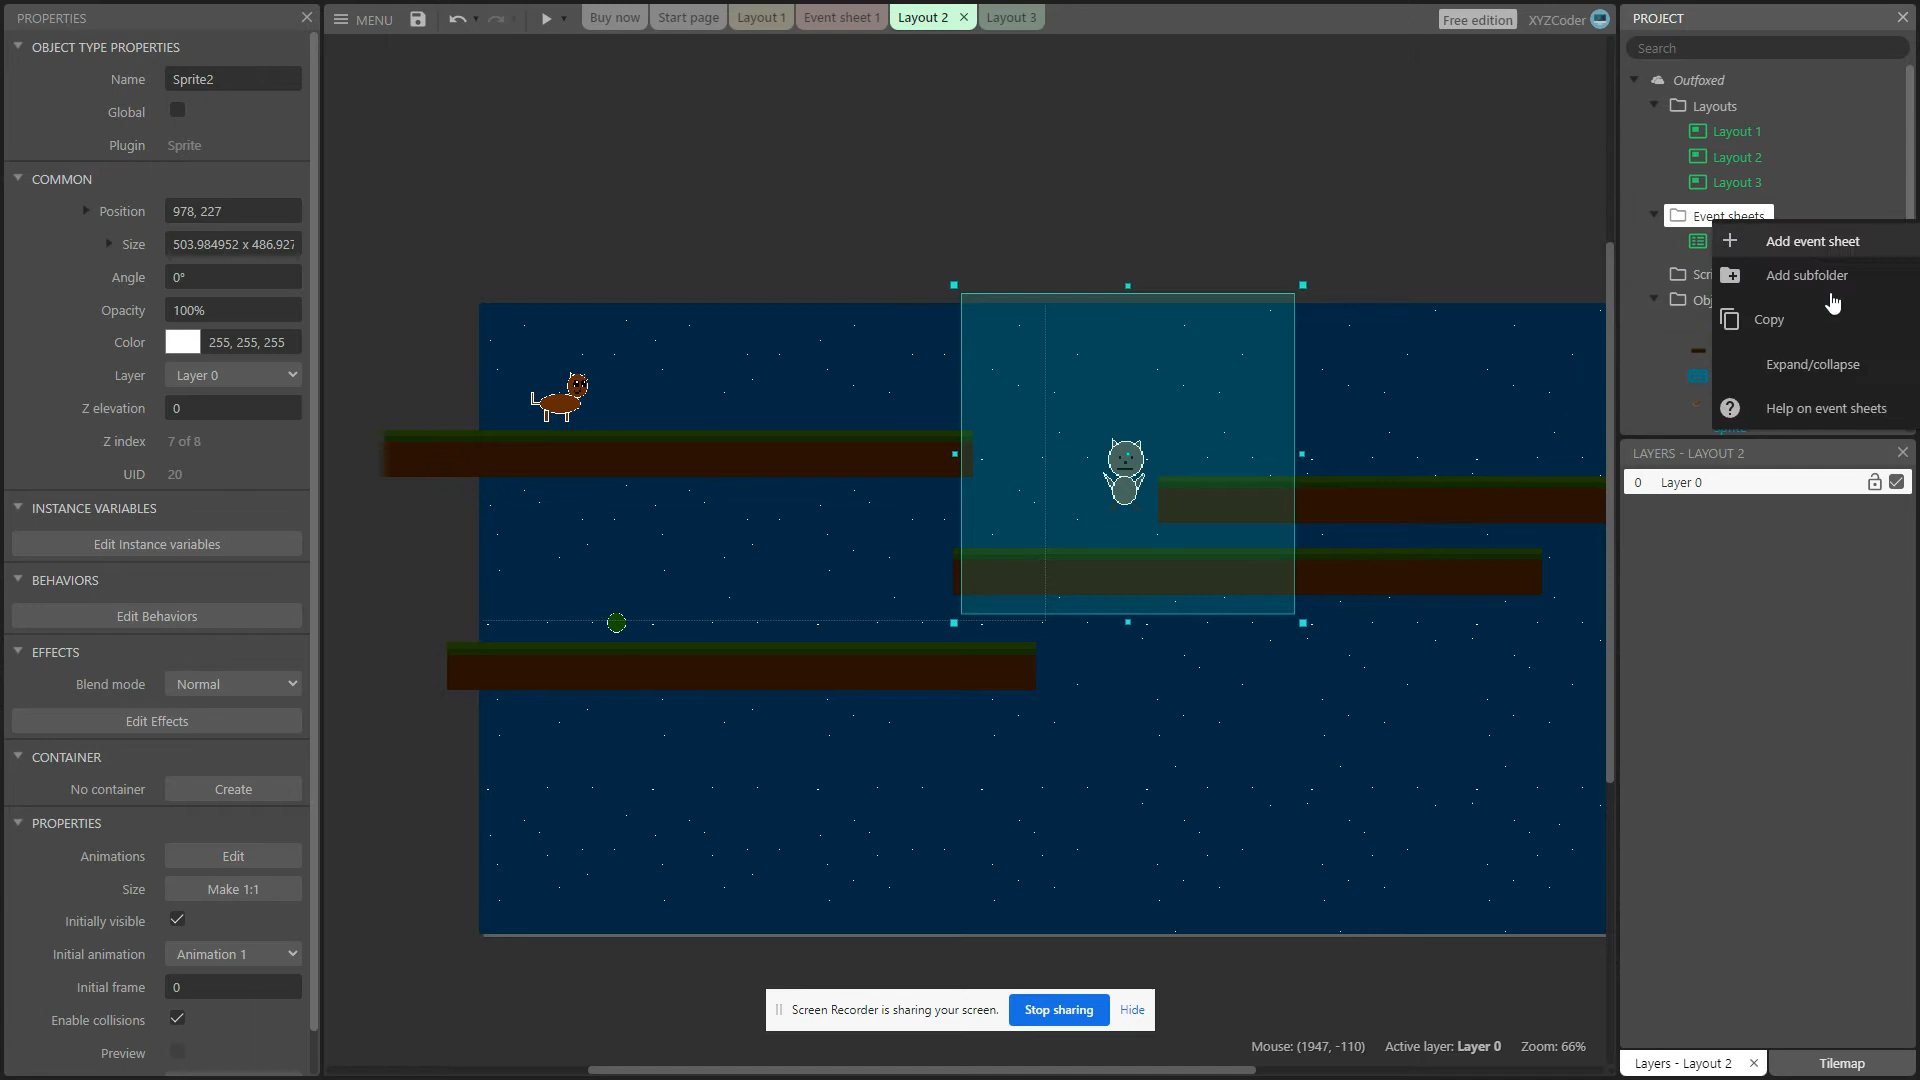 PROPERTIES
OBJECT TYPE PROPERTIES
Name Sprite2
Global
Plugin Sprite
COMMON
Position 978, 227
Size 503.984952 x 486.927
Angle 0°
Opacity 100%
Color 255, 255, 255
Layer Layer 0
Z elevation 0
Z index 7 of 8
UID 20
INSTANCE VARIABLES
Edit Instance variables
BEHAVIORS
Edit Behaviors
EFFECTS
Blend mode Normal
Edit Effects
CONTAINER
No container Create
PROPERTIES
Animations Edit
Size Make 1:1
Initially visible
Initial animation Animation 1
Initial frame 0
Enable collisions
Preview
MENU Buy now Start page Layout 1 Event sheet 1 Layout 2 Layout 3 Free edition XYZCoder
Screen Recorder is sharing your screen. Stop sharing Hide
Mouse: (1947, -110) Active layer: Layer 0 Zoom: 66%
PROJECT
Search
Outfoxed
Layouts
Layout 1
Layout 2
Layout 3
Event sheets
Add event sheet
Add subfolder
Copy
Expand/collapse
Help on event sheets
LAYERS - LAYOUT 2
0 Layer 0
Layers - Layout 2 Tilemap